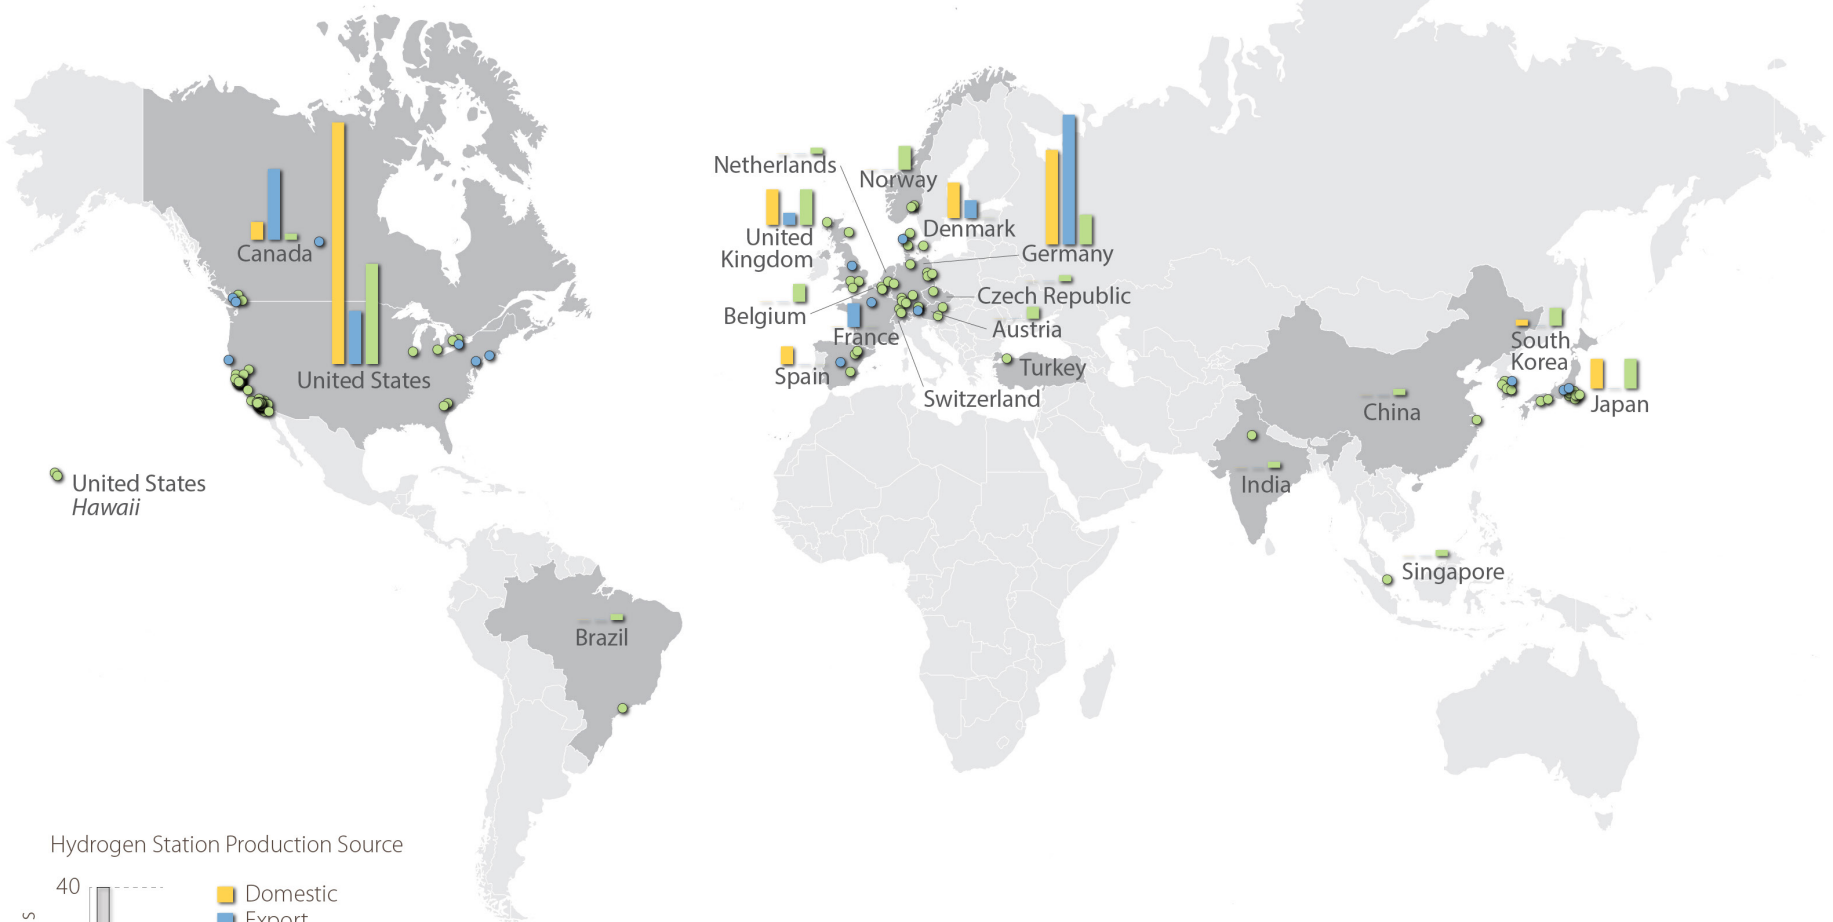 Netherlands
Norway
United
Kingdom
Denmark
Germany
Canada
Belgium
Czech Republic
Austria
France
Spain
Turkey
Switzerland
United States
South
Korea
Japan
China
India
United States
Hawaii
Singapore
Brazil
Hydrogen Station Production Source
40
Domestic
Export